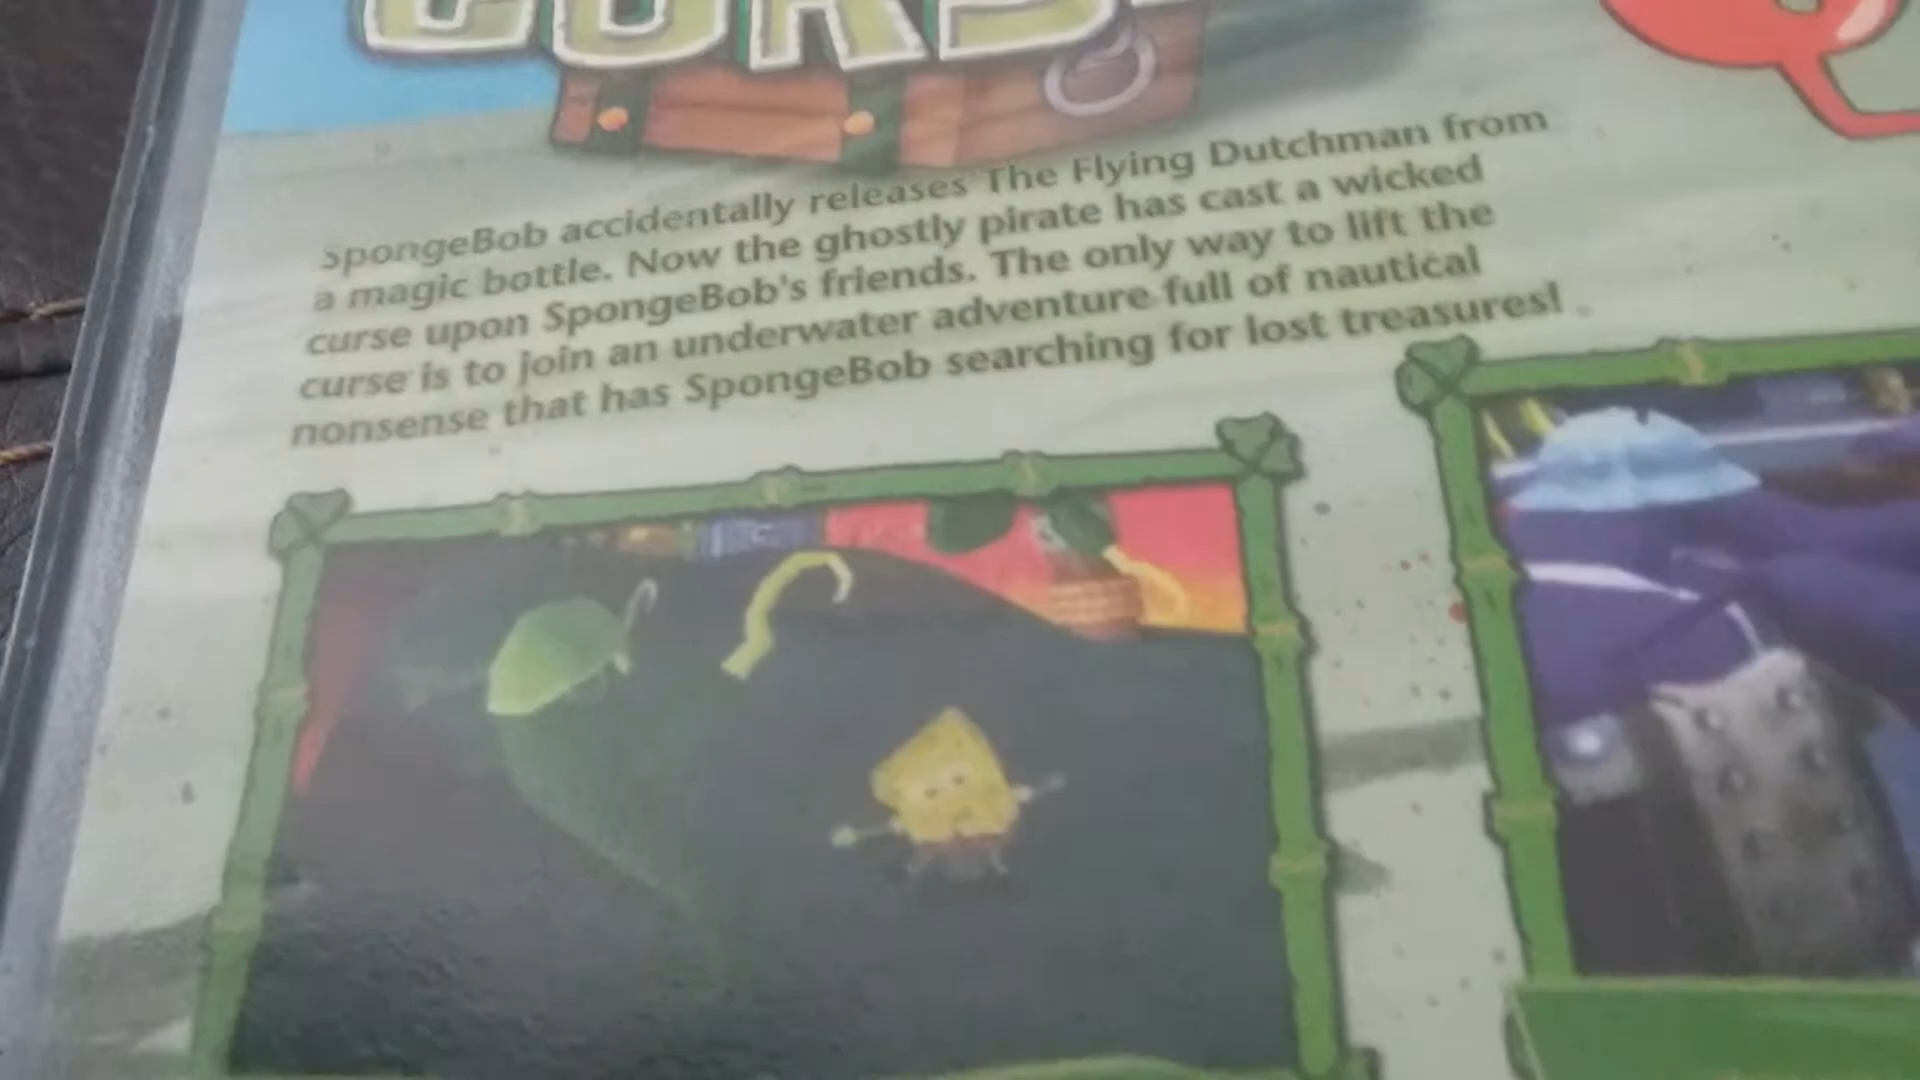 CURS
SpongeBob accidentally releases The Flying Dutchman from
a magic bottle. Now the ghostly pirate has cast a wicked
curse upon SpongeBob's friends. The only way to lift the
curse is to join an underwater adventure full of nautical
nonsense that has SpongeBob searching for lost treasures!